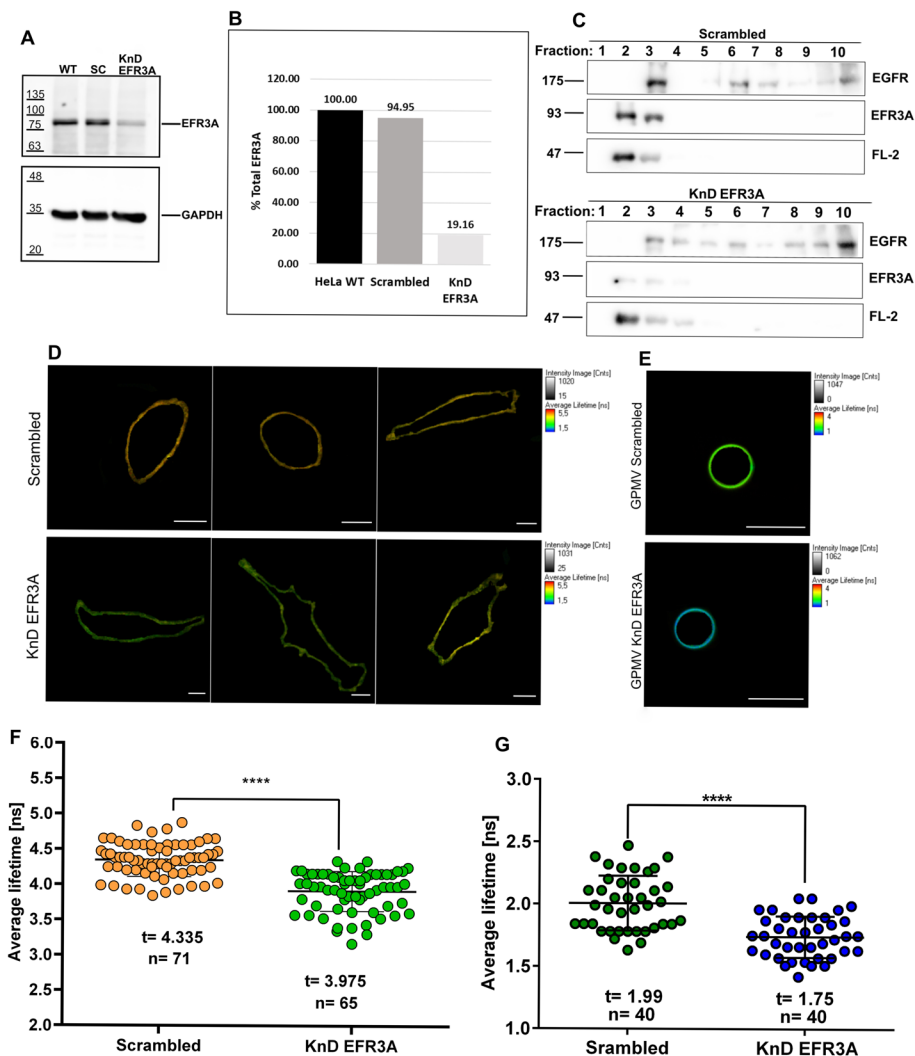 A
WT SC KnD
EFR3A
135
100
75
63
EFR3A
48
35
20
GAPDH
B
% Total EFR3A
120.00
100.00
80.00
60.00
40.00
20.00
0.00
100.00
94.95
19.16
HeLa WT Scrambled KnD
EFR3A
C
Scrambled
Fraction: 1 2 3 4 5 6 7 8 9 10
175 EGFR
93 EFR3A
47 FL-2
KnD EFR3A
Fraction: 1 2 3 4 5 6 7 8 9 10
175 EGFR
93 EFR3A
47 FL-2
D
Scrambled
Intensity Image [Cnts]
1020
15
Average Lifetime [ns]
5,5
1,5
KnD EFR3A
Intensity Image [Cnts]
1031
25
Average Lifetime [ns]
5,5
1,5
E
GPMV Scrambled
Intensity Image [Cnts]
1047
0
Average Lifetime [ns]
4
1
GPMV KnD EFR3A
Intensity Image [Cnts]
1062
0
Average Lifetime [ns]
4
1
F
Average lifetime [ns]
6.0
5.5
5.0
4.5
4.0
3.5
3.0
2.5
2.0
****
t= 4.335
n= 71
t= 3.975
n= 65
Scrambled KnD EFR3A
G
Average lifetime [ns]
3.0
2.5
2.0
1.5
1.0
****
t= 1.99
n= 40
t= 1.75
n= 40
Srambled KnD EFR3A